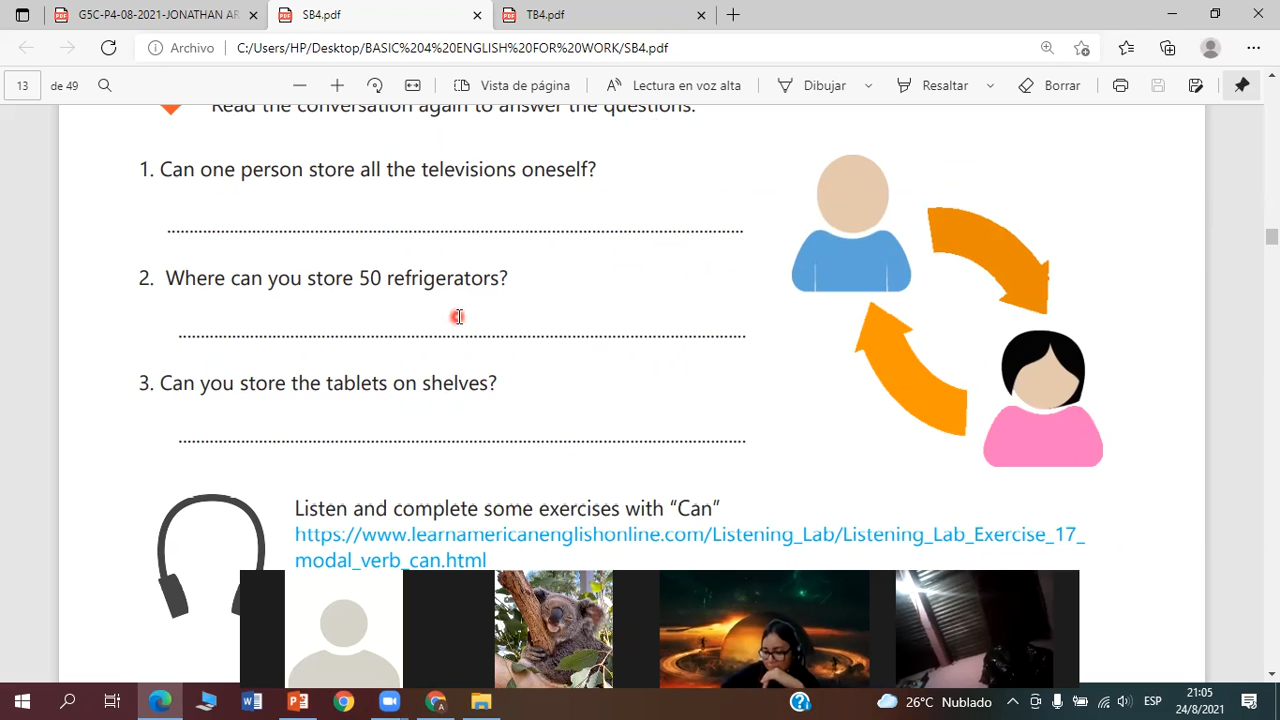 G5C-P4-08-2021-JONATHAN AR
SB4.pdf
TB4.pdf
Archivo
C:/Users/HP/Desktop/BASIC%204%20ENGLISH%20FOR%20WORK/SB4.pdf
13
de 49
Vista de página
Lectura en voz alta
Dibujar
Resaltar
Borrar
Read the conversation again to answer the questions.
1. Can one person store all the televisions oneself?
2. Where can you store 50 refrigerators?
3. Can you store the tablets on shelves?
Listen and complete some exercises with “Can”
https://www.learnamericanenglishonline.com/Listening_Lab/Listening_Lab_Exercise_17_
modal_verb_can.html
26°C Nublado
ESP
21:05
24/8/2021